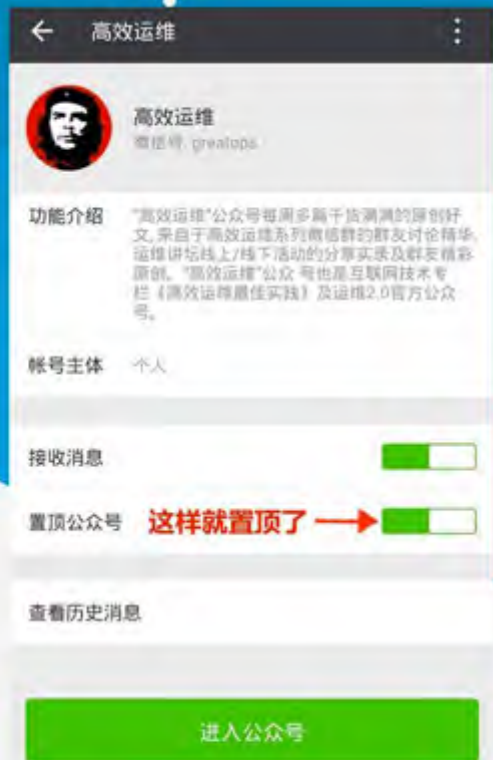 高效运维
高效运维
微信号: greatops
功能介绍 "高效运维"公众号每周多篇干货满满的原创好
文,来自于高效运维系列微信群的群友讨论精华、
运维讲坛线上/线下活动的分享实录及群友精彩
原创。"高效运维"公众 号也是互联网技术专
栏《高效运维最佳实践》及运维2.0官方公众
号。
帐号主体 个人
接收消息
置顶公众号 这样就置顶了
查看历史消息
进入公众号